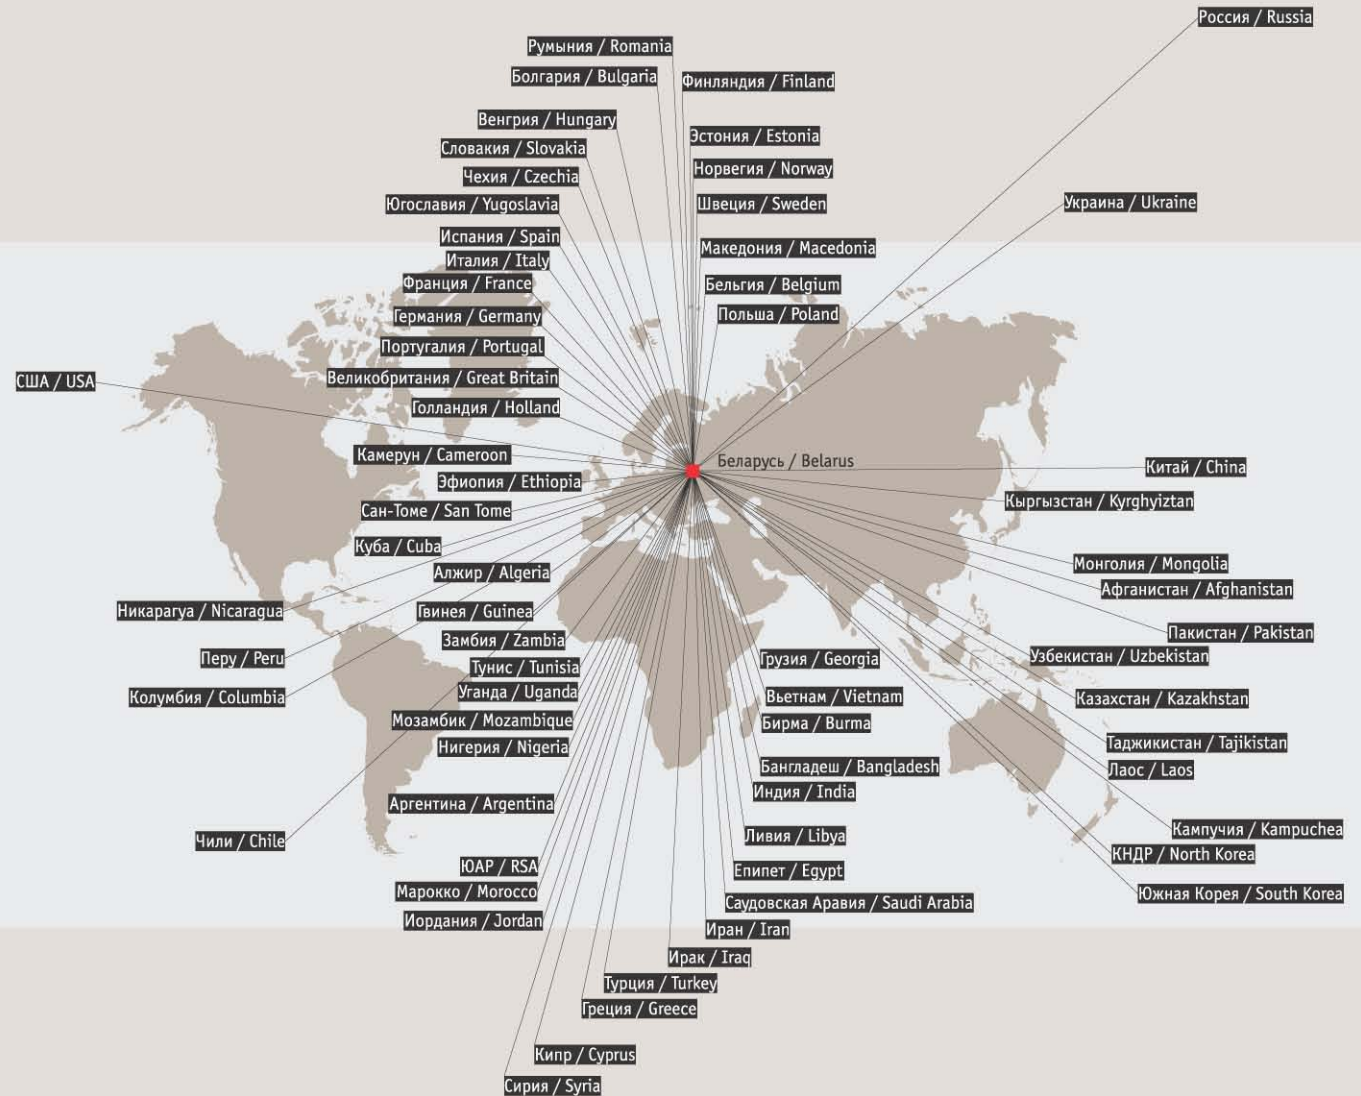 Россия / Russia
Румыния / Romania
Болгария / Bulgaria
Финляндия / Finland
Венгрия / Hungary
Эстония / Estonia
Словакия / Slovakia
Норвегия / Norway
Чехия / Czechia
Югославия / Yugoslavia
Швеция / Sweden
Украина / Ukraine
Испания / Spain
Македония / Macedonia
Италия / Italy
Франция / France
Бельгия / Belgium
Германия / Germany
Польша / Poland
Португалия / Portugal
США / USA
Великобритания / Great Britain
Голландия / Holland
Камерун / Cameroon
Беларусь / Belarus
Китай / China
Эфиопия / Ethiopia
Кыргызстан / Kyrghyiztan
Сан-Томе / San Tome
Куба / Cuba
Монголия / Mongolia
Алжир / Algeria
Афганистан / Afghanistan
Никарагуа / Nicaragua
Гвинея / Guinea
Пакистан / Pakistan
Замбия / Zambia
Перу / Peru
Грузия / Georgia
Узбекистан / Uzbekistan
Тунис / Tunisia
Уганда / Uganda
Колумбия / Columbia
Вьетнам / Vietnam
Казахстан / Kazakhstan
Мозамбик / Mozambique
Бирма / Burma
Нигерия / Nigeria
Таджикистан / Tajikistan
Бангладеш / Bangladesh
Лаос / Laos
Индия / India
Аргентина / Argentina
Чили / Chile
Ливия / Libya
Кампучия / Kampuchea
КНДР / North Korea
ЮАР / RSA
Епипет / Egypt
Марокко / Morocco
Южная Корея / South Korea
Саудовская Аравия / Saudi Arabia
Иордания / Jordan
Иран / Iran
Ирак / Iraq
Турция / Turkey
Греция / Greece
Кипр / Cyprus
Сирия / Syria